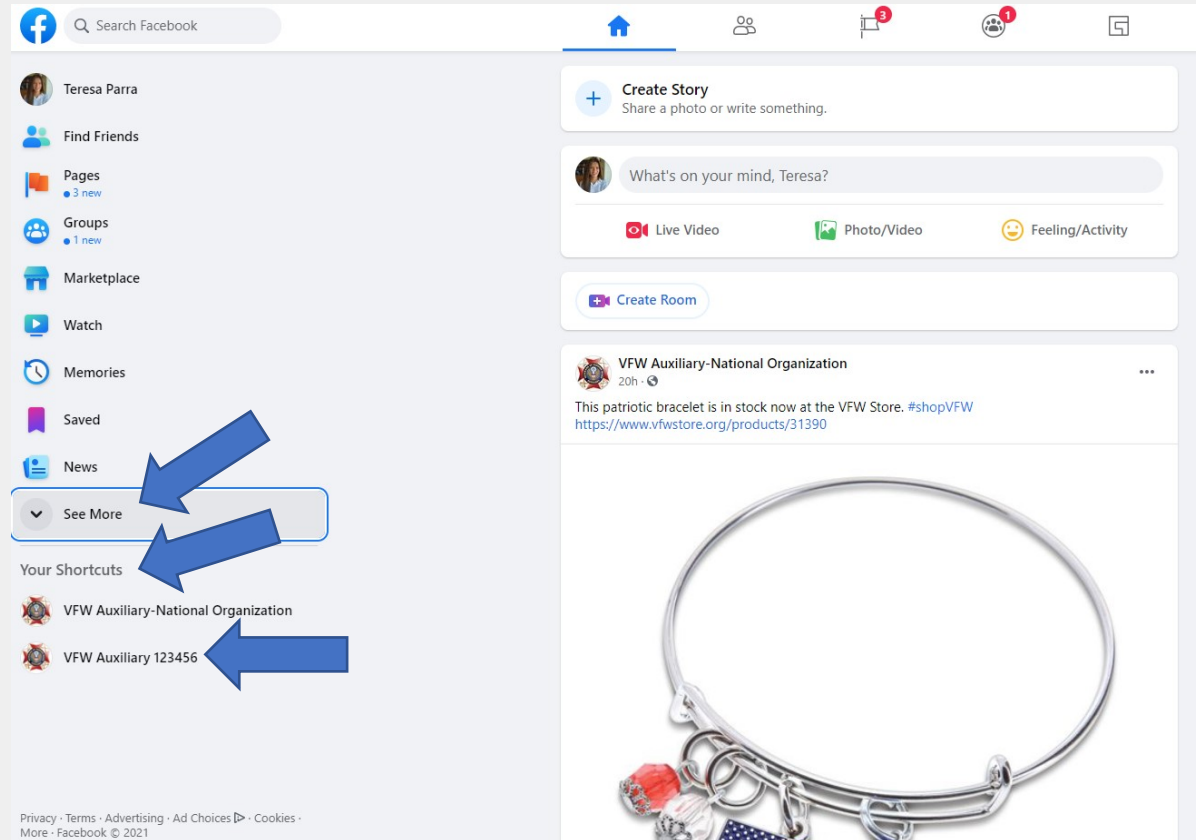 Search Facebook
3
1
Teresa Parra
Find Friends
Pages
3 new
Groups
1 new
Marketplace
Watch
Memories
Saved
News
See More
Your Shortcuts
VFW Auxiliary-National Organization
VFW Auxiliary 123456
Privacy · Terms · Advertising · Ad Choices · Cookies ·
More · Facebook © 2021
Create Story
Share a photo or write something.
What's on your mind, Teresa?
Live Video
Photo/Video
Feeling/Activity
Create Room
VFW Auxiliary-National Organization
20h ·
This patriotic bracelet is in stock now at the VFW Store. #shopVFW
https://www.vfwstore.org/products/31390